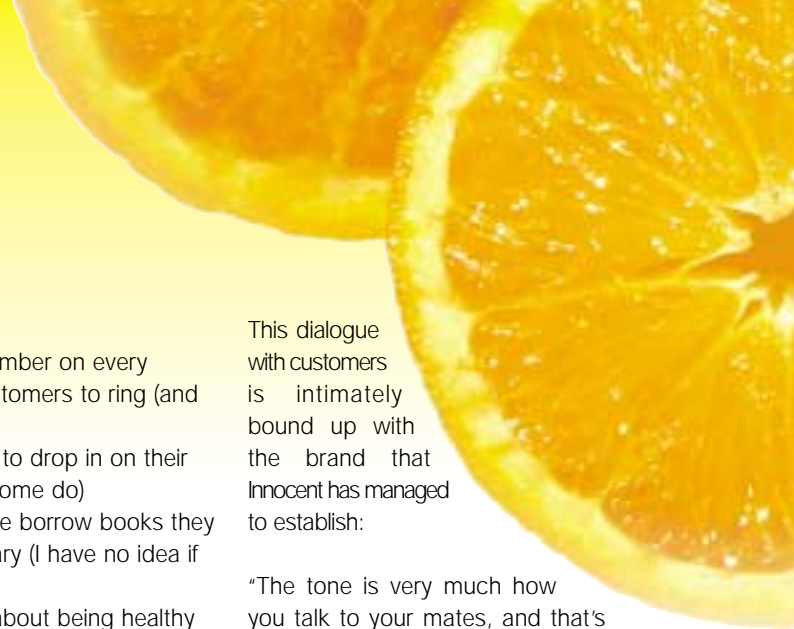 mber on every
tomers to ring (and
to drop in on their
ome do)
e borrow books they
ary (I have no idea if
about being healthy
This dialogue
with customers
is intimately
bound up with
the brand that
Innocent has managed
to establish:
“The tone is very much how
you talk to your mates, and that’s